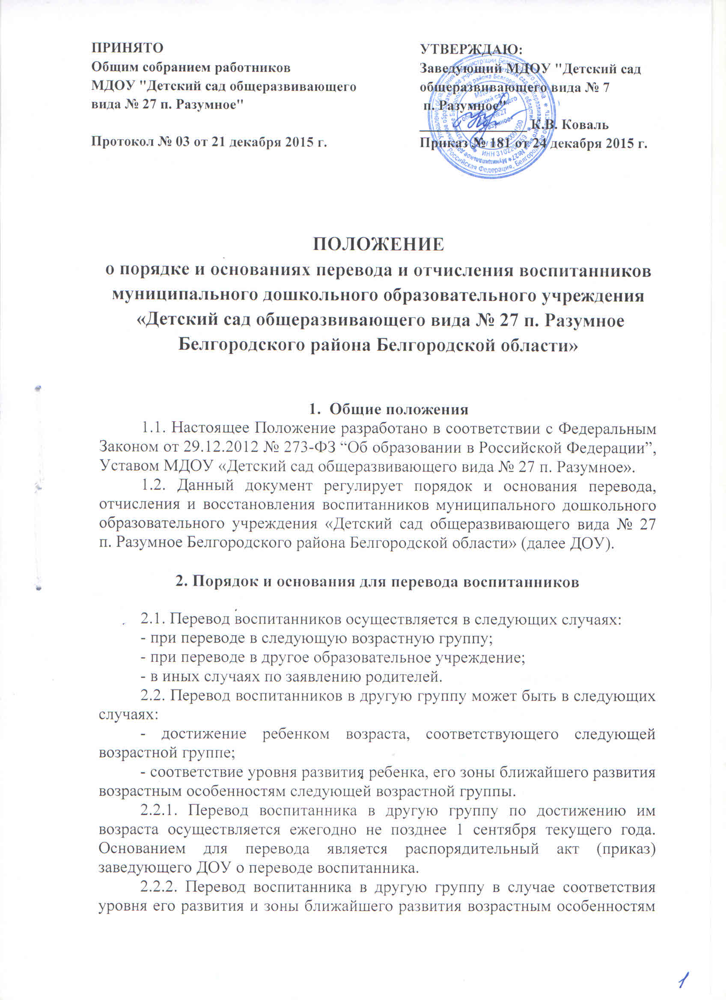 ПРИНЯТО
Общим собранием работников
МДОУ "Детский сад общеразвивающего
вида № 27 п. Разумное"
Протокол № 03 от 21 декабря 2015 г.
УТВЕРЖДАЮ:
Заведующий МДОУ "Детский сад
общеразвивающего вида № 7
п. Разумное"
______________ К.В. Коваль
Приказ № 181 от 24 декабря 2015 г.
ПОЛОЖЕНИЕ
о порядке и основаниях перевода и отчисления воспитанников
муниципального дошкольного образовательного учреждения
«Детский сад общеразвивающего вида № 27 п. Разумное
Белгородского района Белгородской области»
1. Общие положения
1.1. Настоящее Положение разработано в соответствии с Федеральным
Законом от 29.12.2012 № 273-ФЗ “Об образовании в Российской Федерации”,
Уставом МДОУ «Детский сад общеразвивающего вида № 27 п. Разумное».
1.2. Данный документ регулирует порядок и основания перевода,
отчисления и восстановления воспитанников муниципального дошкольного
образовательного учреждения «Детский сад общеразвивающего вида № 27
п. Разумное Белгородского района Белгородской области» (далее ДОУ).
2. Порядок и основания для перевода воспитанников
2.1. Перевод воспитанников осуществляется в следующих случаях:
- при переводе в следующую возрастную группу;
- при переводе в другое образовательное учреждение;
- в иных случаях по заявлению родителей.
2.2. Перевод воспитанников в другую группу может быть в следующих
случаях:
- достижение ребенком возраста, соответствующего следующей
возрастной группе;
- соответствие уровня развития ребенка, его зоны ближайшего развития
возрастным особенностям следующей возрастной группы.
2.2.1. Перевод воспитанника в другую группу по достижению им
возраста осуществляется ежегодно не позднее 1 сентября текущего года.
Основанием для перевода является распорядительный акт (приказ)
заведующего ДОУ о переводе воспитанника.
2.2.2. Перевод воспитанника в другую группу в случае соответствия
уровня его развития и зоны ближайшего развития возрастным особенностям
1